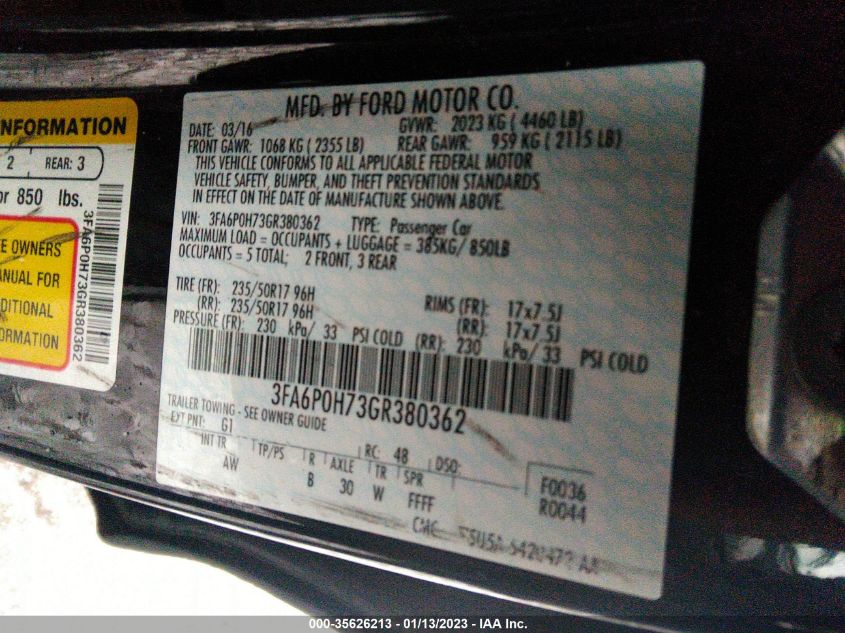 INFORMATION
2 REAR: 3
or 850 lbs.
OWNERS
MANUAL FOR
ADDITIONAL
INFORMATION
3FA6P0H73GR380362
MFD. BY FORD MOTOR CO.
DATE: 03/16 GVWR: 2023 KG ( 4460 LB)
FRONT GAWR: 1068 KG ( 2355 LB) REAR GAWR: 959 KG ( 2115 LB)
THIS VEHICLE CONFORMS TO ALL APPLICABLE FEDERAL MOTOR
VEHICLE SAFETY, BUMPER, AND THEFT PREVENTION STANDARDS
IN EFFECT ON THE DATE OF MANUFACTURE SHOWN ABOVE.
VIN: 3FA6P0H73GR380362 TYPE: Passenger Car
MAXIMUM LOAD = OCCUPANTS + LUGGAGE = 385KG/ 850LB
OCCUPANTS = 5 TOTAL; 2 FRONT, 3 REAR
TIRE (FR): 235/50R17 96H RIMS (FR): 17x7.5J
(RR): 235/50R17 96H (RR): 17x7.5J
PRESSURE (FR): 230 kPa/ 33 PSI COLD (RR): 230 kPa/ 33 PSI COLD
3FA6P0H73GR380362
TRAILER TOWING - SEE OWNER GUIDE
EXT PNT: G1 RC: 48 DSO:
INT TR TP/PS R AXLE TR SPR F0036
AW B 30 W FFFF R0044
CMC
000-35626213 - 01/13/2023 - IAA Inc.